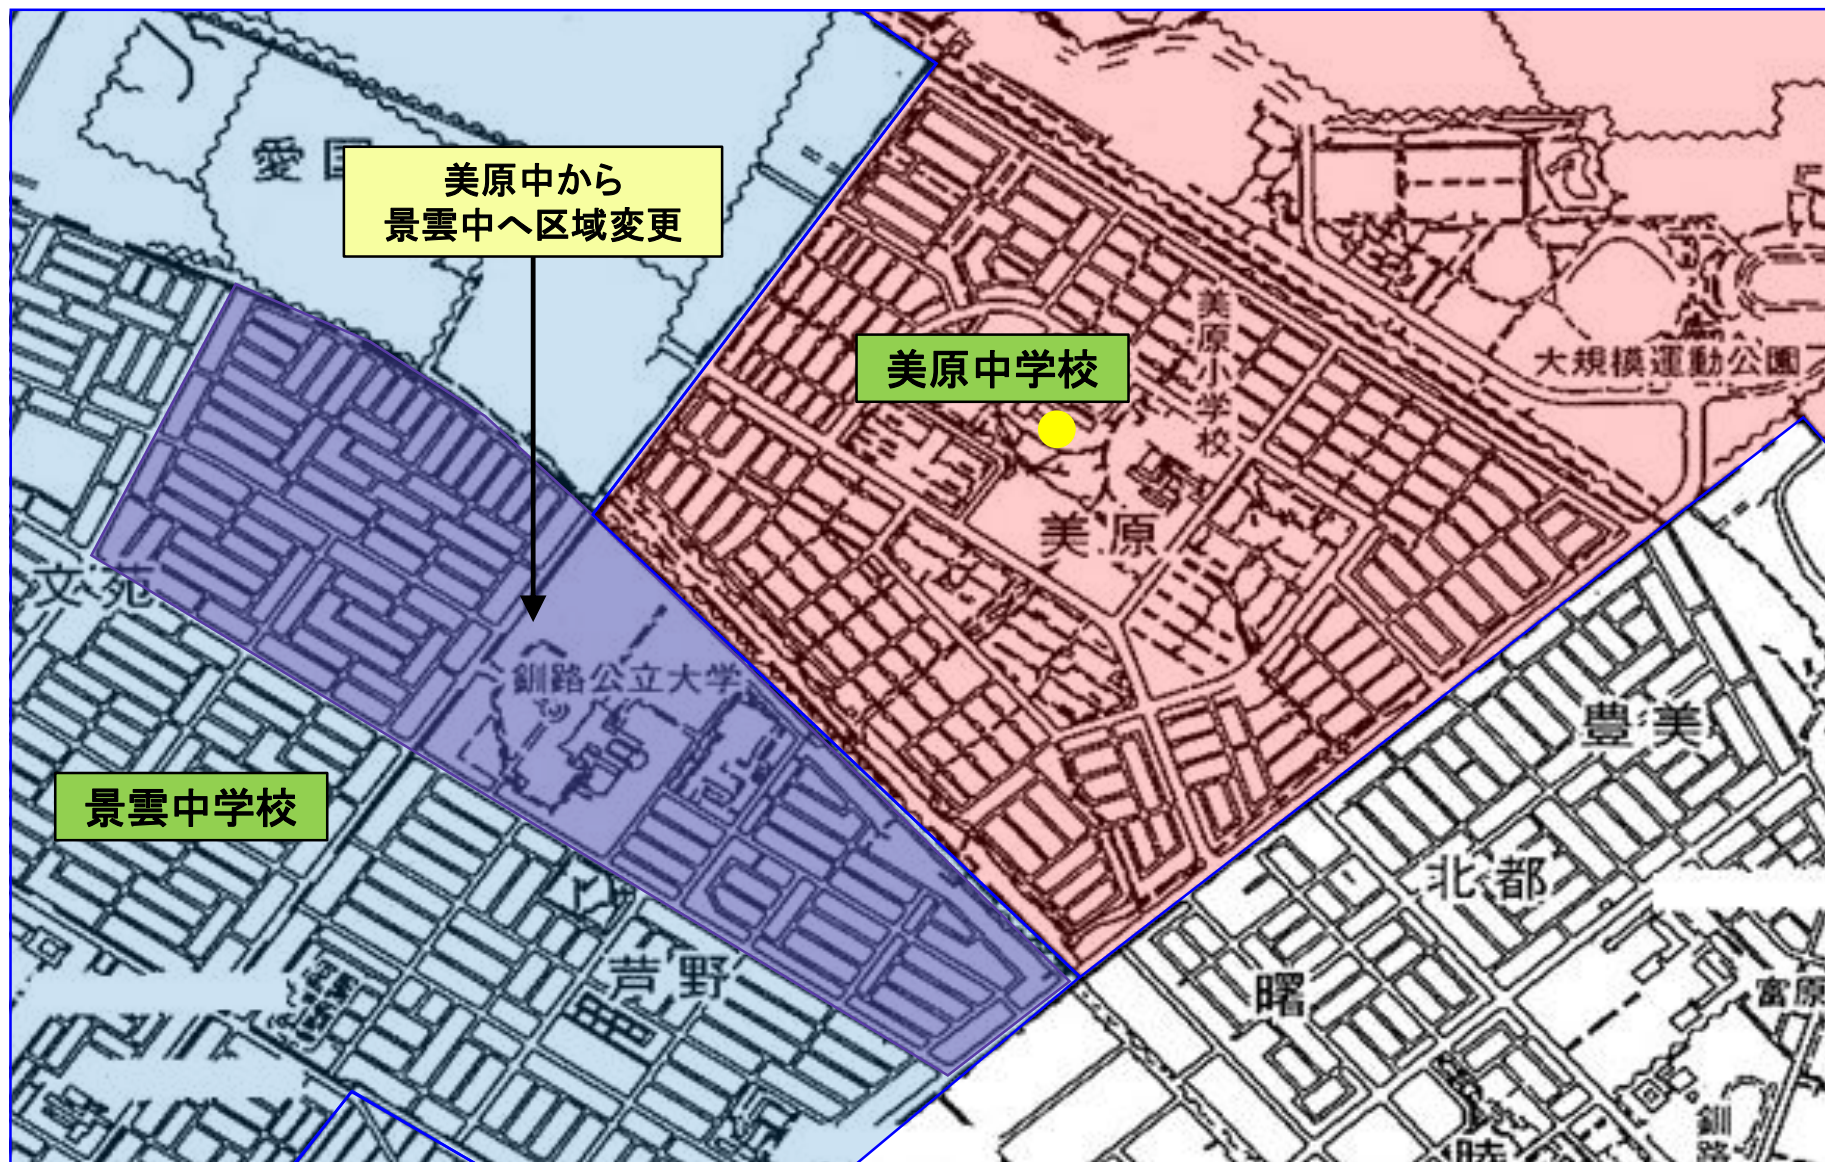 愛国
美原中から
景雲中へ区域変更
美原小学校
美原中学校
大規模運動公園
美原
文苑
釧路公立大学
豊美
景雲中学校
北都
芦野
曙
富原
釧路